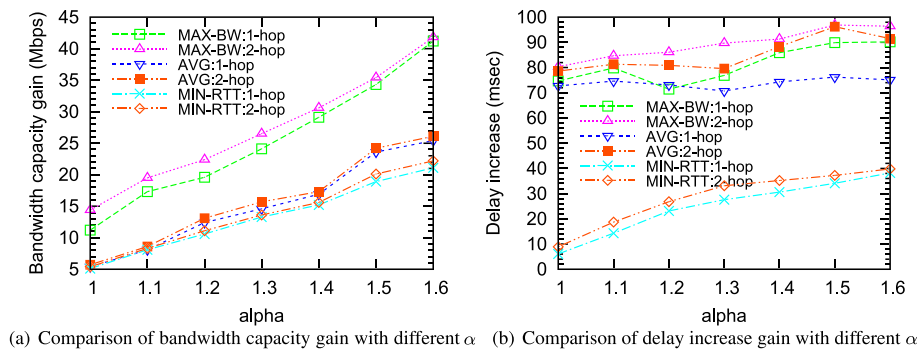 Bandwidth capacity gain (Mbps)
45
40
35
30
25
20
15
10
5
MAX-BW:1-hop
MAX-BW:2-hop
AVG:1-hop
AVG:2-hop
MIN-RTT:1-hop
MIN-RTT:2-hop
1 1.1 1.2 1.3 1.4 1.5 1.6
alpha
(a) Comparison of bandwidth capacity gain with different α
Delay increase (msec)
100
90
80
70
60
50
40
30
20
10
0
MAX-BW:1-hop
MAX-BW:2-hop
AVG:1-hop
AVG:2-hop
MIN-RTT:1-hop
MIN-RTT:2-hop
1 1.1 1.2 1.3 1.4 1.5 1.6
alpha
(b) Comparison of delay increase gain with different α